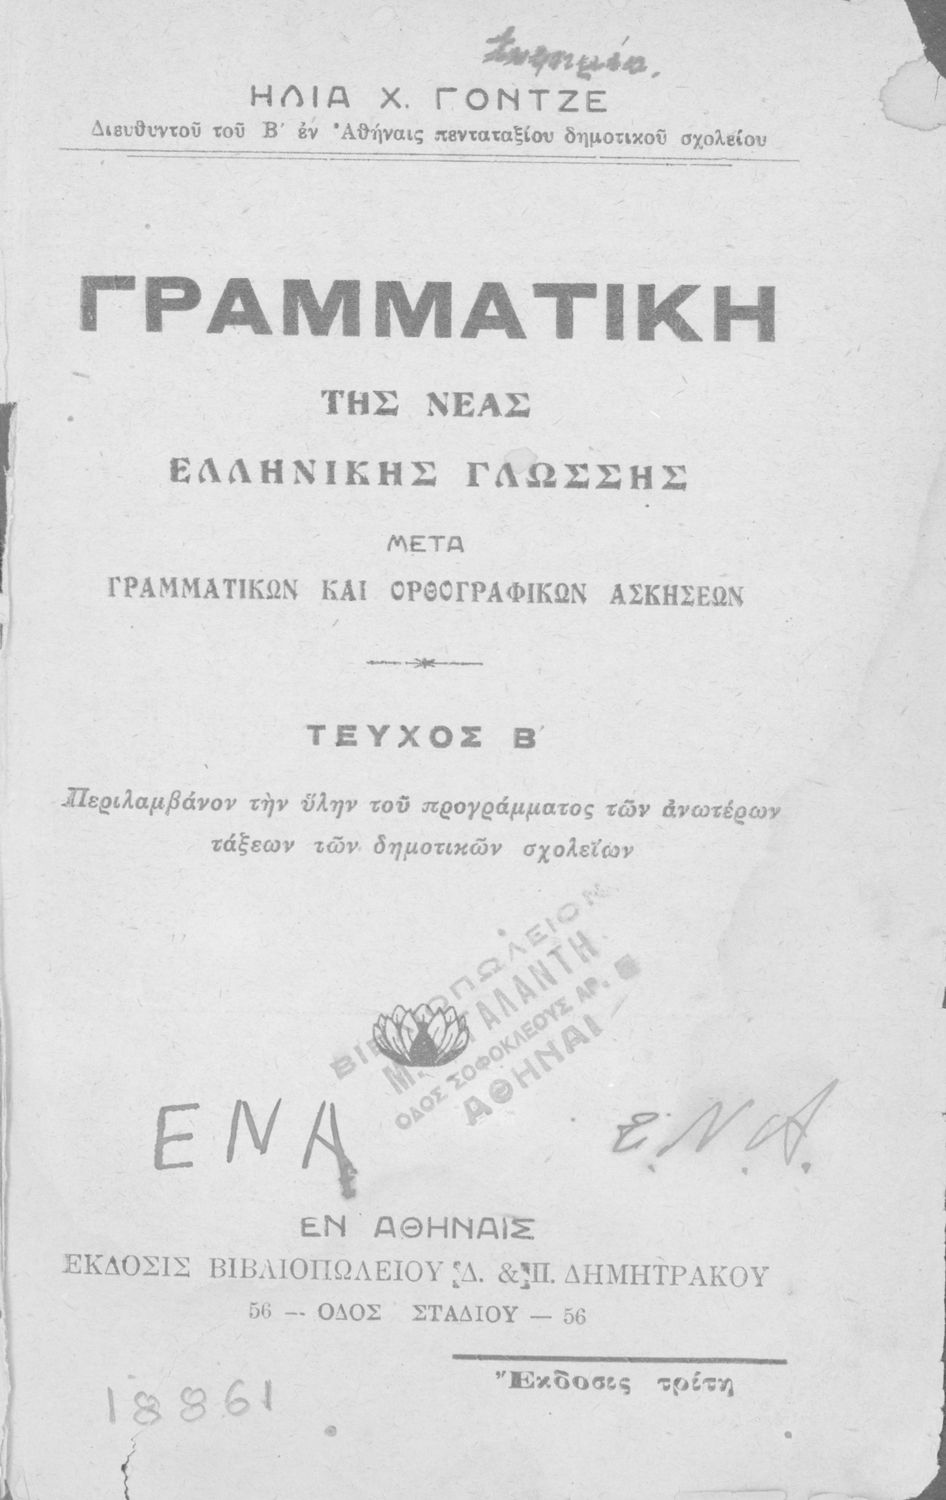 ΗΛΙΑ Χ. ΓΟΝΤΖΕ
Διευθυντοῦ τοῦ Β΄ ἐν Ἀθήναις πενταταξίου δημοτικοῦ σχολείου
ΓΡΑΜΜΑΤΙΚΗ
ΤΗΣ ΝΕΑΣ
ΕΛΛΗΝΙΚΗΣ ΓΛΩΣΣΗΣ
ΜΕΤΑ
ΓΡΑΜΜΑΤΙΚΩΝ ΚΑΙ ΟΡΘΟΓΡΑΦΙΚΩΝ ΑΣΚΗΣΕΩΝ
ΤΕΥΧΟΣ Β΄
Περιλαμβάνον τὴν ὕλην τοῦ προγράμματος τῶν ἀνωτέρων
τάξεων τῶν δημοτικῶν σχολείων
ΟΔΟΣ ΣΟΦΟΚΛΕΟΥΣ ΑΡ.
ΑΘΗΝΑΙ
ΕΝΑ
Ε.Ν.Α.
ΕΝ ΑΘΗΝΑΙΣ
ΕΚΔΟΣΙΣ ΒΙΒΛΙΟΠΩΛΕΙΟΥ Δ. & Π. ΔΗΜΗΤΡΑΚΟΥ
56 — ΟΔΟΣ ΣΤΑΔΙΟΥ — 56
Ἔκδοσις τρίτη
18861